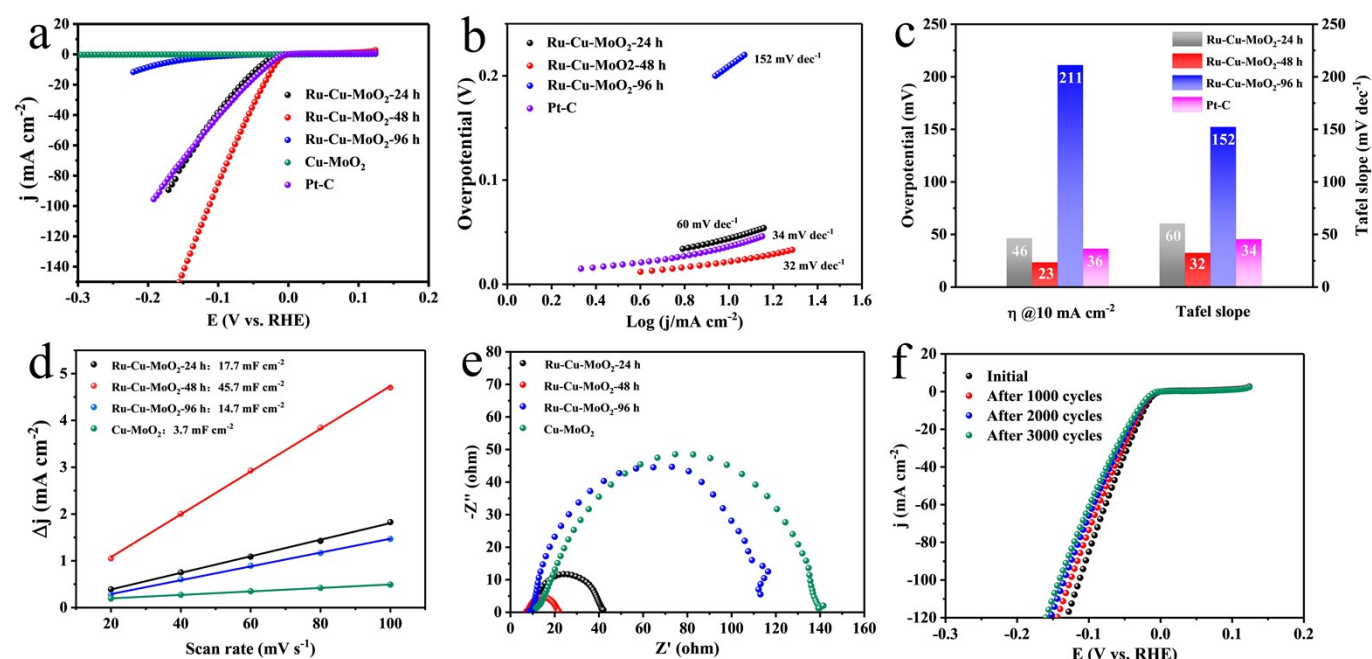 a
20
0
-20
-40
-60
-80
-100
-120
-140
j (mA cm⁻²)
Ru-Cu-MoO₂-24 h
Ru-Cu-MoO₂-48 h
Ru-Cu-MoO₂-96 h
Cu-MoO₂
Pt-C
-0.3 -0.2 -0.1 0.0 0.1 0.2
E (V vs. RHE)
b
Ru-Cu-MoO₂-24 h
Ru-Cu-MoO2-48 h
Ru-Cu-MoO₂-96 h
Pt-C
152 mV dec⁻¹
60 mV dec⁻¹
34 mV dec⁻¹
32 mV dec⁻¹
0.2
0.1
0.0
Overpotential (V)
0.0 0.2 0.4 0.6 0.8 1.0 1.2 1.4 1.6
Log (j/mA cm⁻²)
c
250
200
150
100
50
0
Overpotential (mV)
Ru-Cu-MoO₂-24 h
Ru-Cu-MoO₂-48 h
Ru-Cu-MoO₂-96 h
Pt-C
46 23 211 36
60 32 152 34
η @10 mA cm⁻² Tafel slope
250
200
150
100
50
0
Tafel slope (mV dec⁻¹)
d
Ru-Cu-MoO₂-24 h：17.7 mF cm⁻²
Ru-Cu-MoO₂-48 h：45.7 mF cm⁻²
Ru-Cu-MoO₂-96 h：14.7 mF cm⁻²
Cu-MoO₂：3.7 mF cm⁻²
5
4
3
2
1
0
Δj (mA cm⁻²)
20 40 60 80 100
Scan rate (mV s⁻¹)
e
Ru-Cu-MoO₂-24 h
Ru-Cu-MoO₂-48 h
Ru-Cu-MoO₂-96 h
Cu-MoO₂
80
70
60
50
40
30
20
10
0
-Z'' (ohm)
0 20 40 60 80 100 120 140 160
Z' (ohm)
f
Initial
After 1000 cycles
After 2000 cycles
After 3000 cycles
20
0
-20
-40
-60
-80
-100
-120
j (mA cm⁻²)
-0.3 -0.2 -0.1 0.0 0.1 0.2
E (V vs. RHE)